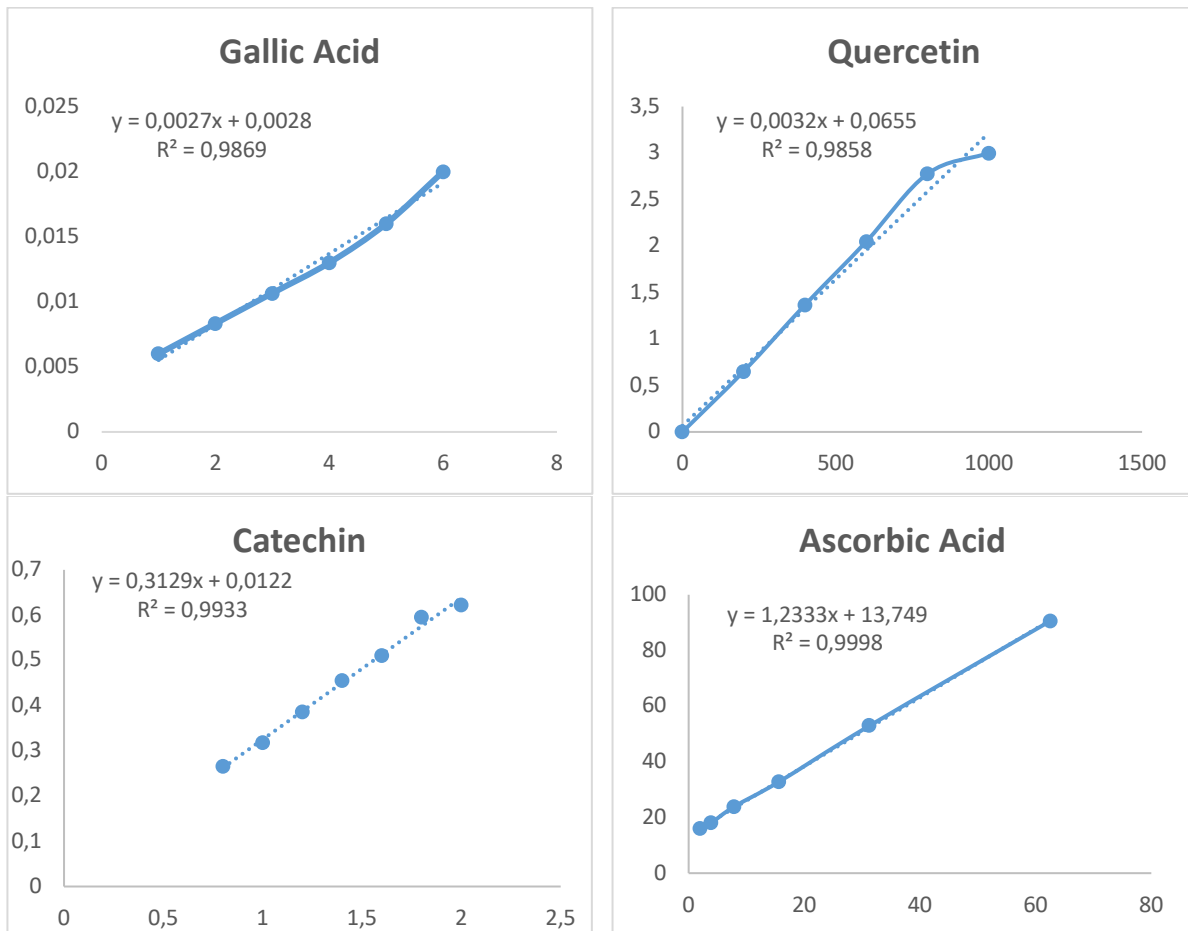 Gallic Acid
y = 0,0027x + 0,0028
R² = 0,9869
0,025
0,02
0,015
0,01
0,005
0
0 2 4 6 8
Quercetin
y = 0,0032x + 0,0655
R² = 0,9858
3,5
3
2,5
2
1,5
1
0,5
0
0 500 1000 1500
Catechin
y = 0,3129x + 0,0122
R² = 0,9933
0,7
0,6
0,5
0,4
0,3
0,2
0,1
0
0 0,5 1 1,5 2 2,5
Ascorbic Acid
y = 1,2333x + 13,749
R² = 0,9998
100
80
60
40
20
0
0 20 40 60 80